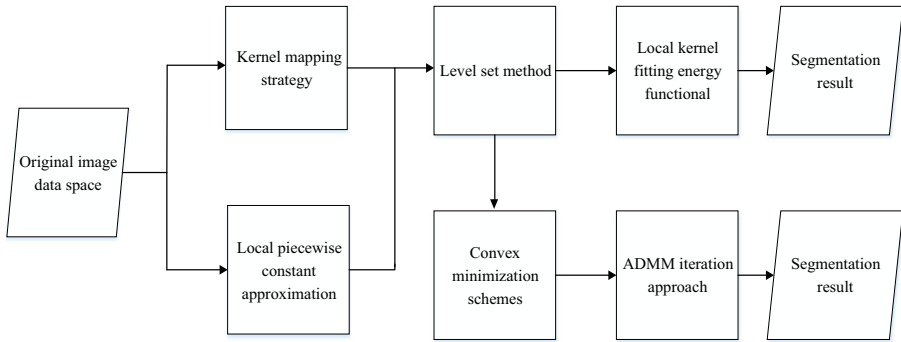 Original image
data space
Kernel mapping
strategy
Local piecewise
constant
approximation
Level set method
Local kernel
fitting energy
functional
Segmentation
result
Convex
minimization
schemes
ADMM iteration
approach
Segmentation
result